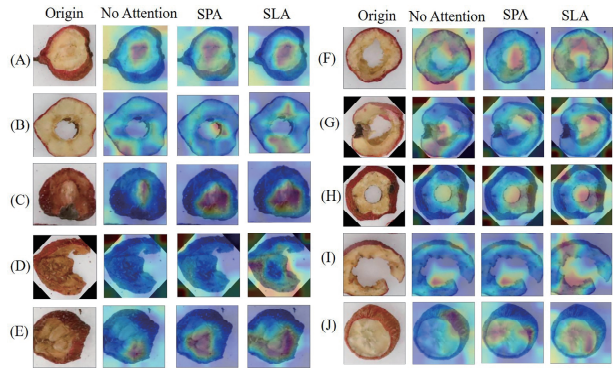 Origin No Attention SPA SLA
(A)
(B)
(C)
(D)
(E)
Origin No Attention SPA SLA
(F)
(G)
(H)
(I)
(J)